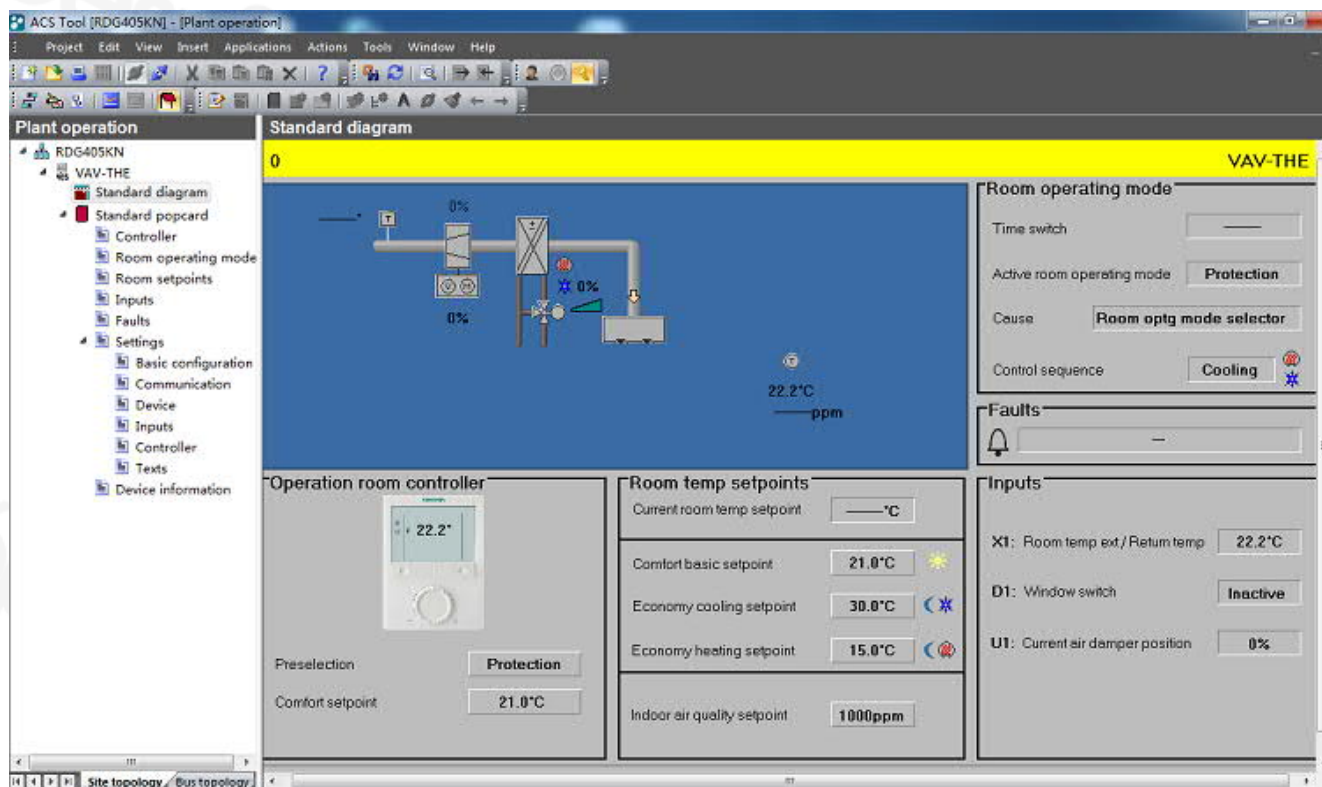 ACS Tool [RDG405KN] - [Plant operation]
Project Edit View Insert Applications Actions Tools Window Help
Plant operation
RDG405KN
VAV-THE
Standard diagram
Standard popcard
Controller
Room operating mode
Room setpoints
Inputs
Faults
Settings
Basic configuration
Communication
Device
Inputs
Controller
Texts
Device information
Site topology Bus topology
Standard diagram
0 VAV-THE
T
0%
0%
0%
T
22.2°C
ppm
Room operating mode
Time switch
Active room operating mode Protection
Cause Room optg mode selector
Control sequence Cooling
Faults
Operation room controller
22.2°
Preselection Protection
Comfort setpoint 21.0°C
Room temp setpoints
Current room temp setpoint °C
Comfort basic setpoint 21.0°C
Economy cooling setpoint 30.0°C
Economy heating setpoint 15.0°C
Indoor air quality setpoint 1000ppm
Inputs
X1: Room temp ext/Return temp 22.2°C
D1: Window switch Inactive
U1: Current air damper position 0%